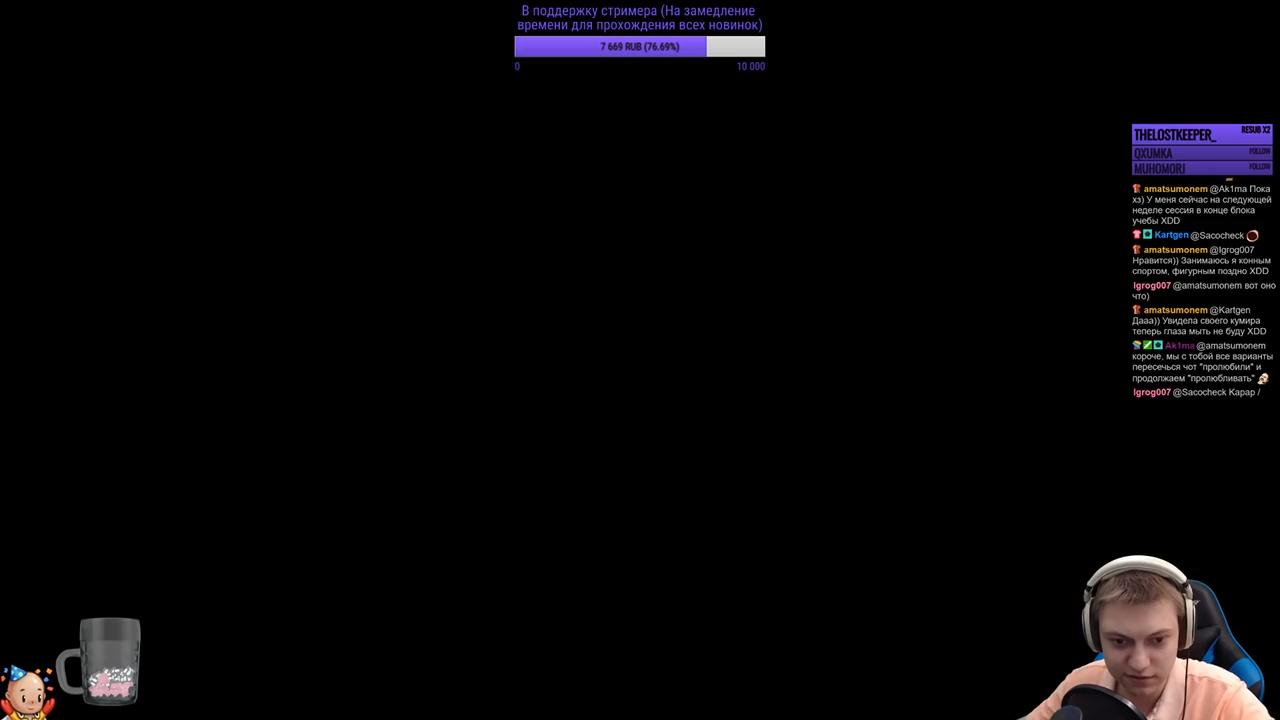 В поддержку стримера (На замедление
времени для прохождения всех новинок)
7 669 RUB (76.69%)
0
10 000
THELOSTKEEPER_ RESUB X2
QXUMKA FOLLOW
MUHOMORJ FOLLOW
amatsumonem @Ak1ma Пока
хз) У меня сейчас на следующей
неделе сессия в конце блока
учебы XDD
Kartgen @Sacocheck
amatsumonem @Igrog007
Нравится)) Занимаюсь я конным
спортом, фигурным поздно XDD
Igrog007 @amatsumonem вот оно
что)
amatsumonem @Kartgen
Дааа)) Увидела своего кумира
теперь глаза мыть не буду XDD
Ak1ma @amatsumonem
короче, мы с тобой все варианты
пересечься чот "пролюбили" и
продолжаем "пролюбливать"
Igrog007 @Sacocheck Карар /